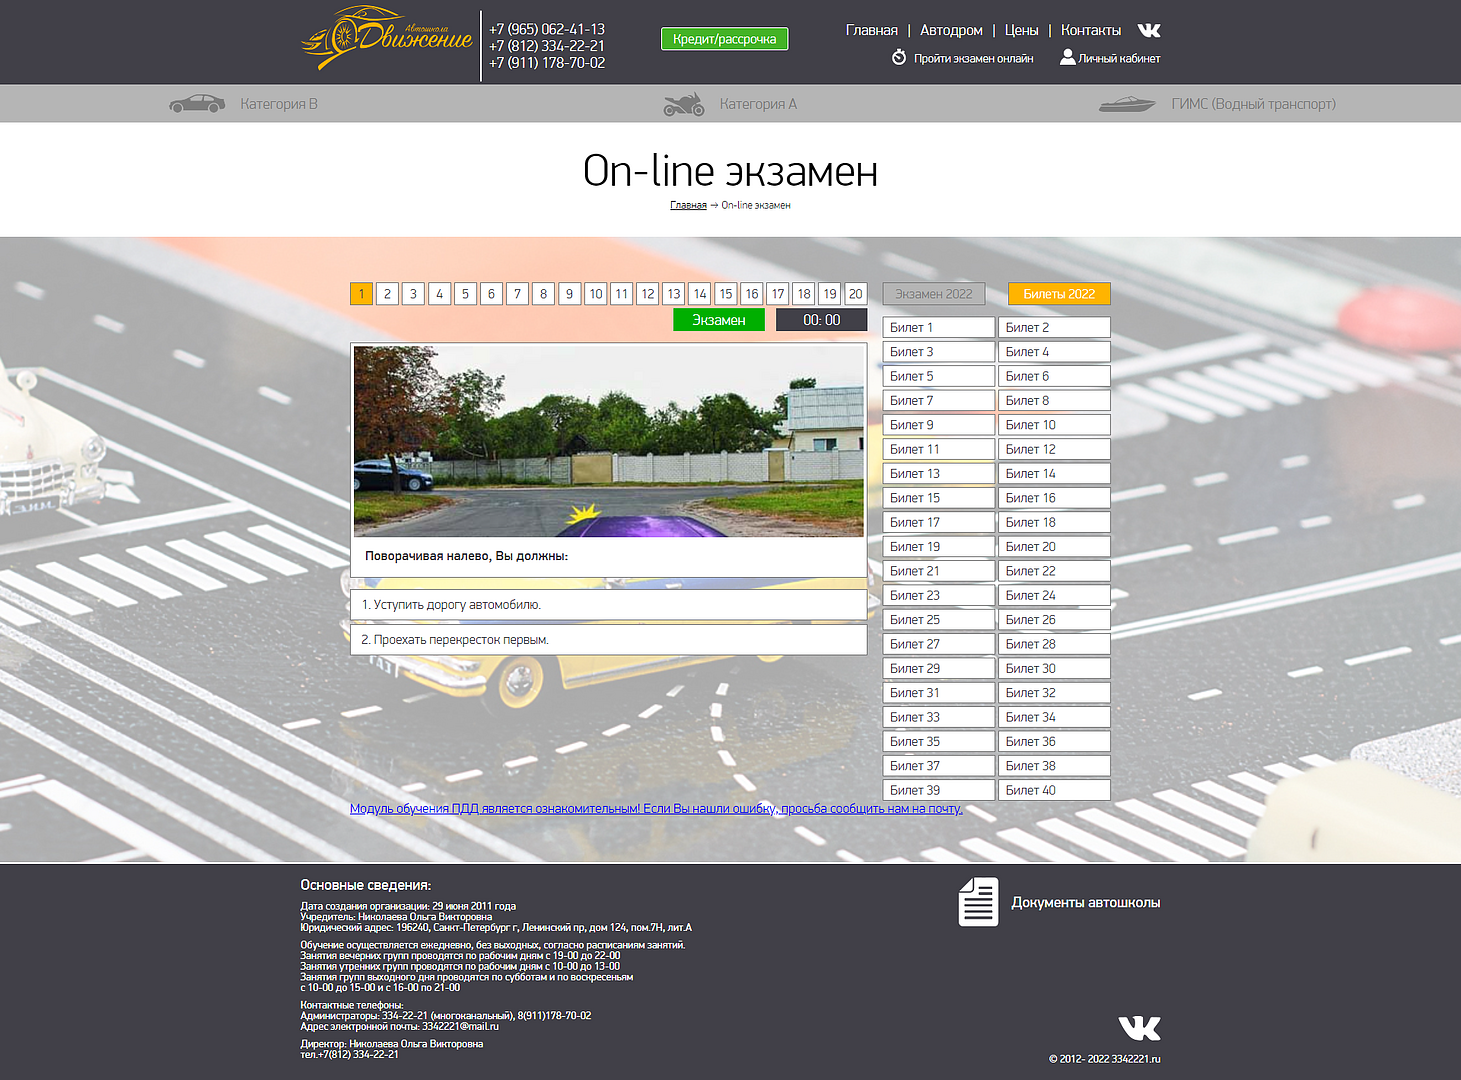 Автошкола
Движение
+7 (965) 062-41-13
+7 (812) 334-22-21
+7 (911) 178-70-02
Кредит/рассрочка
Главная | Автодром | Цены | Контакты
Пройти экзамен онлайн Личный кабинет
Категория B Категория A ГИМС (Водный транспорт)
On-line экзамен
Главная → On-line экзамен
1 2 3 4 5 6 7 8 9 10 11 12 13 14 15 16 17 18 19 20
Экзамен 00: 00
Поворачивая налево, Вы должны:
1. Уступить дорогу автомобилю.
2. Проехать перекресток первым.
Экзамен 2022 Билеты 2022
Билет 1 Билет 2
Билет 3 Билет 4
Билет 5 Билет 6
Билет 7 Билет 8
Билет 9 Билет 10
Билет 11 Билет 12
Билет 13 Билет 14
Билет 15 Билет 16
Билет 17 Билет 18
Билет 19 Билет 20
Билет 21 Билет 22
Билет 23 Билет 24
Билет 25 Билет 26
Билет 27 Билет 28
Билет 29 Билет 30
Билет 31 Билет 32
Билет 33 Билет 34
Билет 35 Билет 36
Билет 37 Билет 38
Билет 39 Билет 40
Модуль обучения ПДД является ознакомительным! Если Вы нашли ошибку, просьба сообщить нам на почту.
Основные сведения:
Дата создания организации: 29 июня 2011 года
Учредитель: Николаева Ольга Викторовна
Юридический адрес: 196240, Санкт-Петербург г, Ленинский пр, дом 124, пом.7Н, лит.А
Обучение осуществляется ежедневно, без выходных, согласно расписаниям занятий.
Занятия вечерних групп проводятся по рабочим дням с 19-00 до 22-00
Занятия утренних групп проводятся по рабочим дням с 10-00 до 13-00
Занятия групп выходного дня проводятся по субботам и по воскресеньям
с 10-00 до 15-00 и с 16-00 по 21-00
Контактные телефоны:
Администраторы: 334-22-21 (многоканальный), 8(911)178-70-02
Адрес электронной почты: 3342221@mail.ru
Директор: Николаева Ольга Викторовна
тел.+7(812) 334-22-21
Документы автошколы
© 2012- 2022 3342221.ru